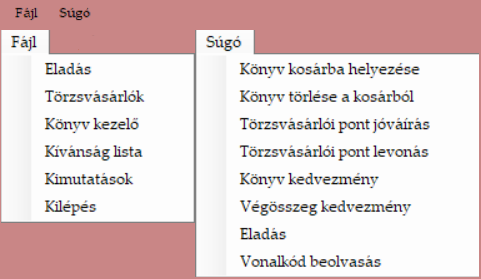 Fájl Súgó
Fájl
Eladás
Törzsvásárlók
Könyv kezelő
Kívánság lista
Kimutatások
Kilépés
Súgó
Könyv kosárba helyezése
Könyv törlése a kosárból
Törzsvásárlói pont jóváírás
Törzsvásárlói pont levonás
Könyv kedvezmény
Végösszeg kedvezmény
Eladás
Vonalkód beolvasás